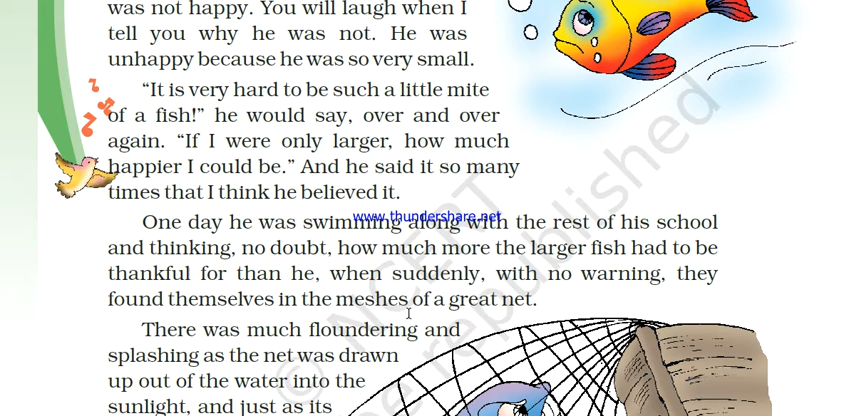 was not happy. You will laugh when I
tell you why he was not. He was
unhappy because he was so very small.
“It is very hard to be such a little mite
of a fish!” he would say, over and over
again. “If I were only larger, how much
happier I could be.” And he said it so many
times that I think he believed it.
www.thundershare.net
One day he was swimming along with the rest of his school
and thinking, no doubt, how much more the larger fish had to be
thankful for than he, when suddenly, with no warning, they
found themselves in the meshes of a great net.
There was much floundering and
splashing as the net was drawn
up out of the water into the
sunlight, and just as its
© NCERT
be republished